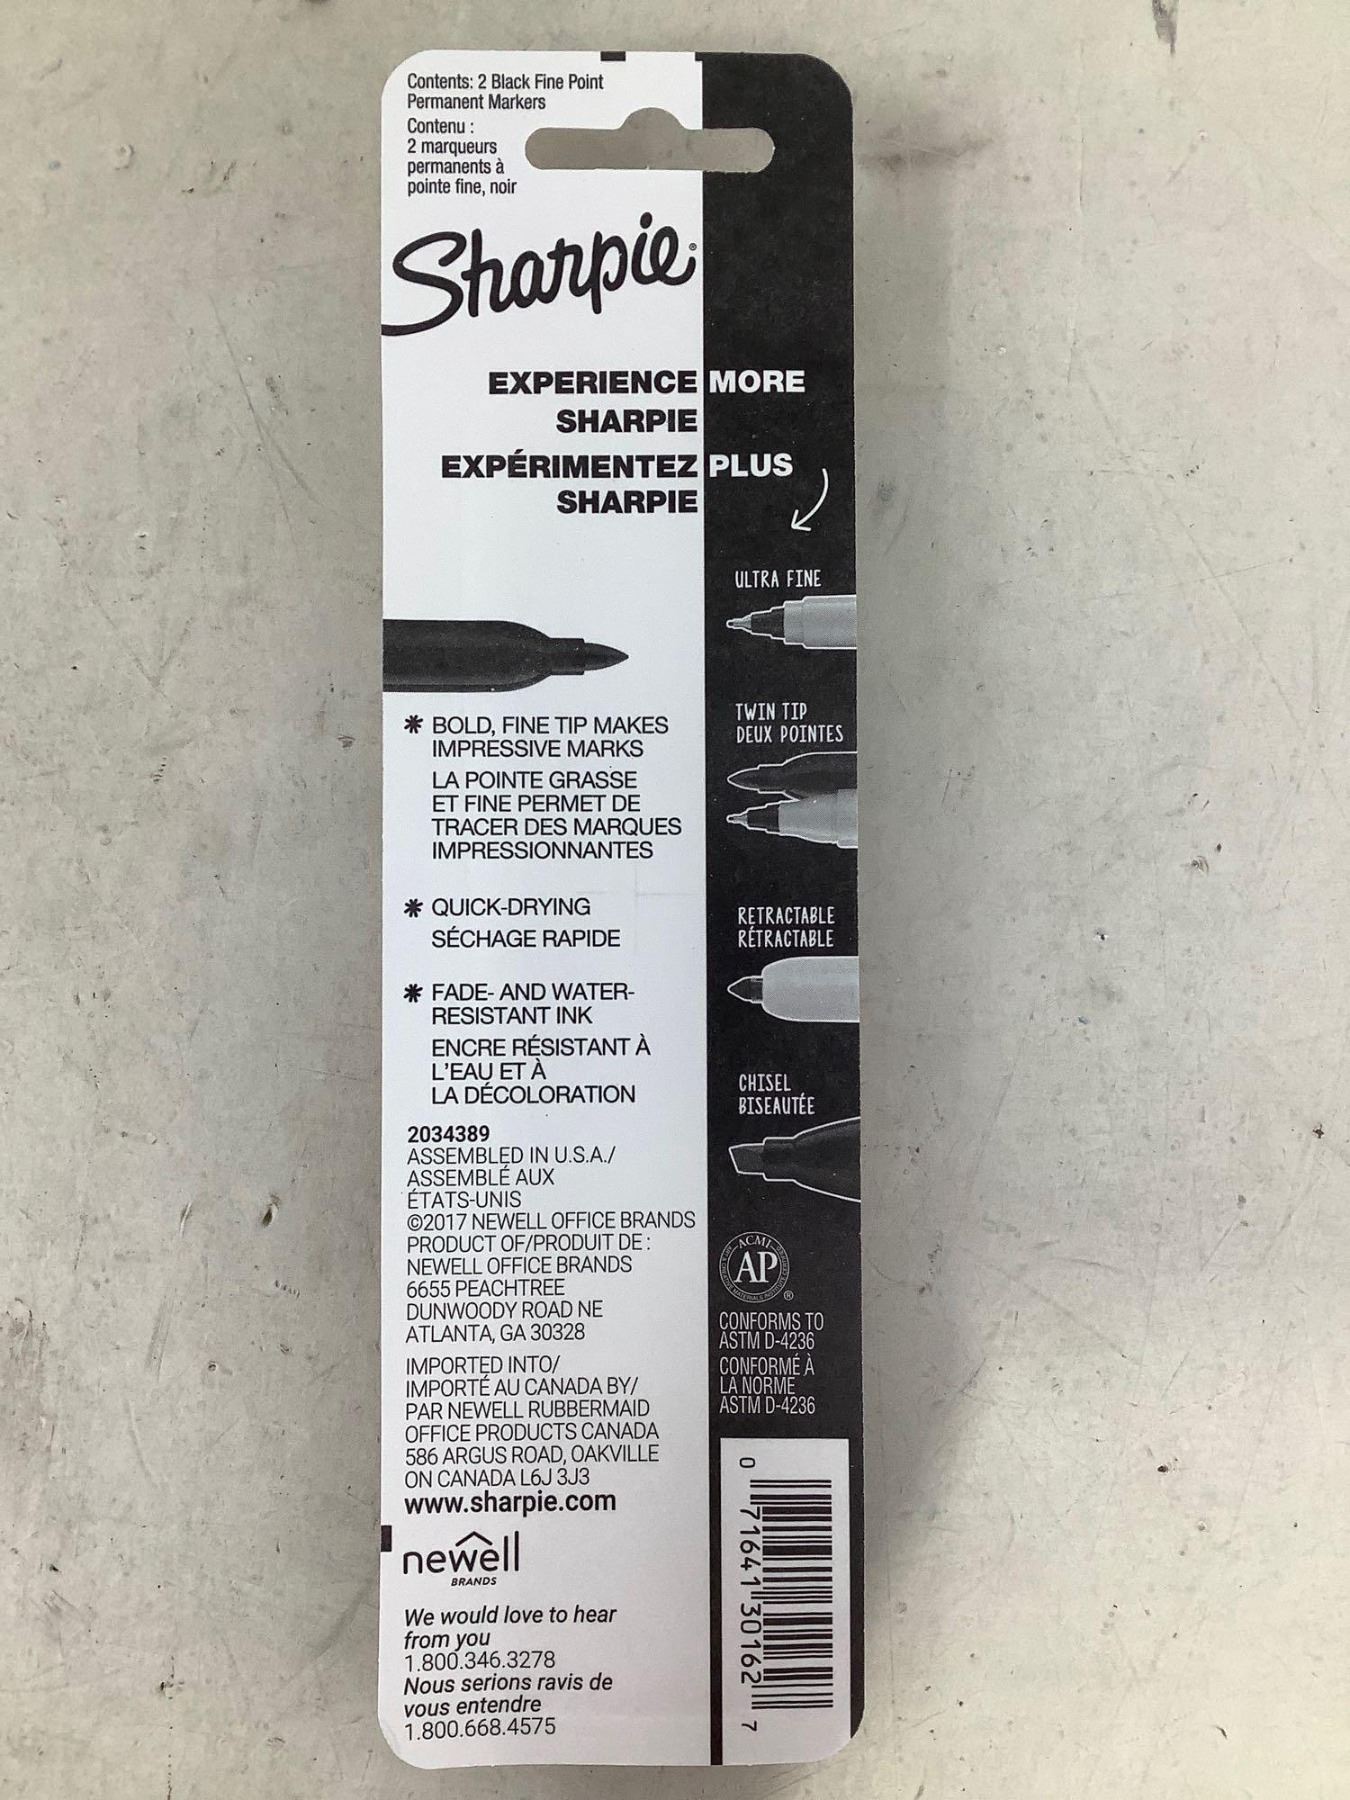 Contents: 2 Black Fine Point
Permanent Markers
Contenu :
2 marqueurs
permanents à
pointe fine, noir
Sharpie®
EXPERIENCE MORE
SHARPIE
EXPÉRIMENTEZ PLUS
SHARPIE
ULTRA FINE
TWIN TIP
DEUX POINTES
RETRACTABLE
RÉTRACTABLE
CHISEL
BISEAUTÉE
* BOLD, FINE TIP MAKES
IMPRESSIVE MARKS
LA POINTE GRASSE
ET FINE PERMET DE
TRACER DES MARQUES
IMPRESSIONNANTES
* QUICK-DRYING
SÉCHAGE RAPIDE
* FADE- AND WATER-
RESISTANT INK
ENCRE RÉSISTANT À
L'EAU ET À
LA DÉCOLORATION
2034389
ASSEMBLED IN U.S.A./
ASSEMBLÉ AUX
ÉTATS-UNIS
©2017 NEWELL OFFICE BRANDS
PRODUCT OF/PRODUIT DE :
NEWELL OFFICE BRANDS
6655 PEACHTREE
DUNWOODY ROAD NE
ATLANTA, GA 30328
IMPORTED INTO/
IMPORTÉ AU CANADA BY/
PAR NEWELL RUBBERMAID
OFFICE PRODUCTS CANADA
586 ARGUS ROAD, OAKVILLE
ON CANADA L6J 3J3
www.sharpie.com
newell
BRANDS
We would love to hear
from you
1.800.346.3278
Nous serions ravis de
vous entendre
1.800.668.4575
ACMI
AP
®
CONFORMS TO
ASTM D-4236
CONFORMÉ À
LA NORME
ASTM D-4236
0 71641 30162 7